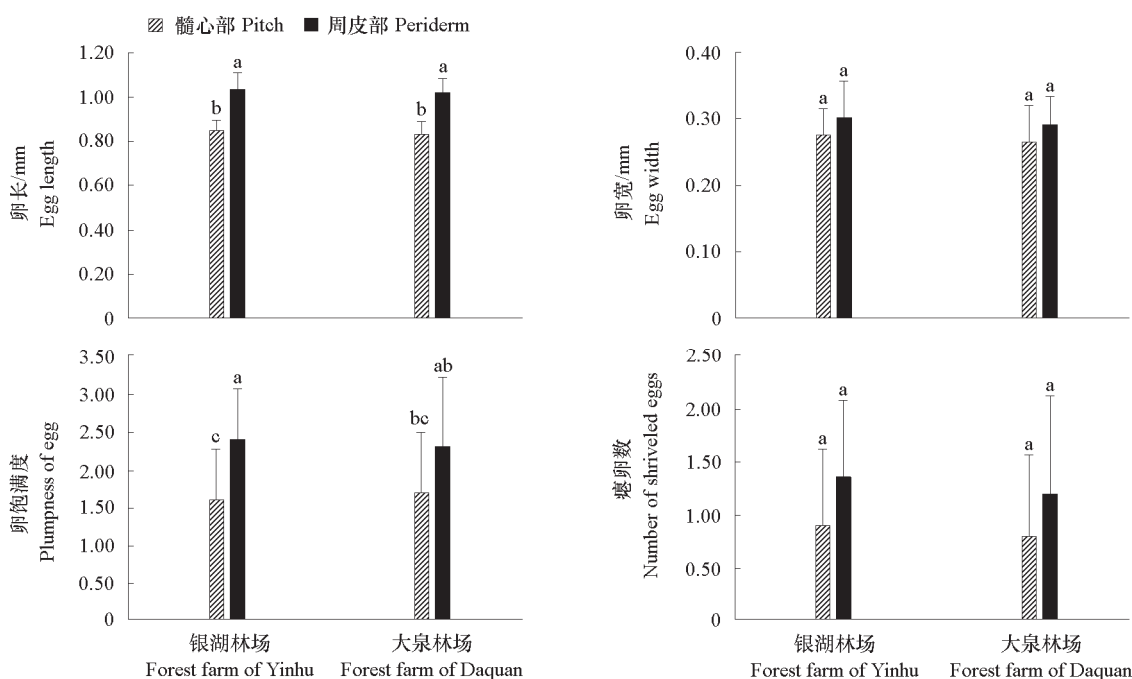 髓心部 Pitch 周皮部 Periderm
1.20
1.00
0.80
0.60
0.40
0.20
0
卵长/mm
Egg length
b
a
b
a
0.40
0.30
0.20
0.10
0
卵宽/mm
Egg width
a
a
a
a
3.50
3.00
2.50
2.00
1.50
1.00
0.50
0
卵饱满度
Plumpness of egg
c
a
bc
ab
银湖林场
Forest farm of Yinhu
大泉林场
Forest farm of Daquan
2.50
2.00
1.50
1.00
0.50
0
瘪卵数
Number of shriveled eggs
a
a
a
a
银湖林场
Forest farm of Yinhu
大泉林场
Forest farm of Daquan